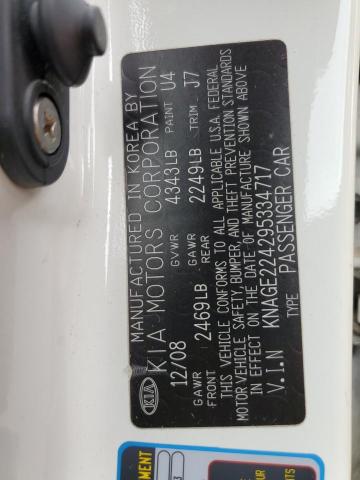 MANUFACTURED IN KOREA BY
KIA KIA MOTORS CORPORATION
12/08 GVWR 4343LB PAINT U4
GAWR FRONT 2469LB GAWR REAR 2249LB TRIM J7
THIS VEHICLE CONFORMS TO ALL APPLICABLE U.S.A. FEDERAL
MOTOR VEHICLE SAFETY, BUMPER, AND THEFT PREVENTION STANDARDS
IN EFFECT ON THE DATE OF MANUFACTURE SHOWN ABOVE
V.I.N KNAGE224295334717
TYPE PASSENGER CAR